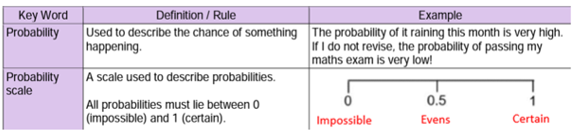 Key Word Definition / Rule Example
Probability Used to describe the chance of something happening. The probability of it raining this month is very high.
If I do not revise, the probability of passing my maths exam is very low!
Probability scale A scale used to describe probabilities.
All probabilities must lie between 0 (impossible) and 1 (certain).
0 0.5 1
Impossible Evens Certain